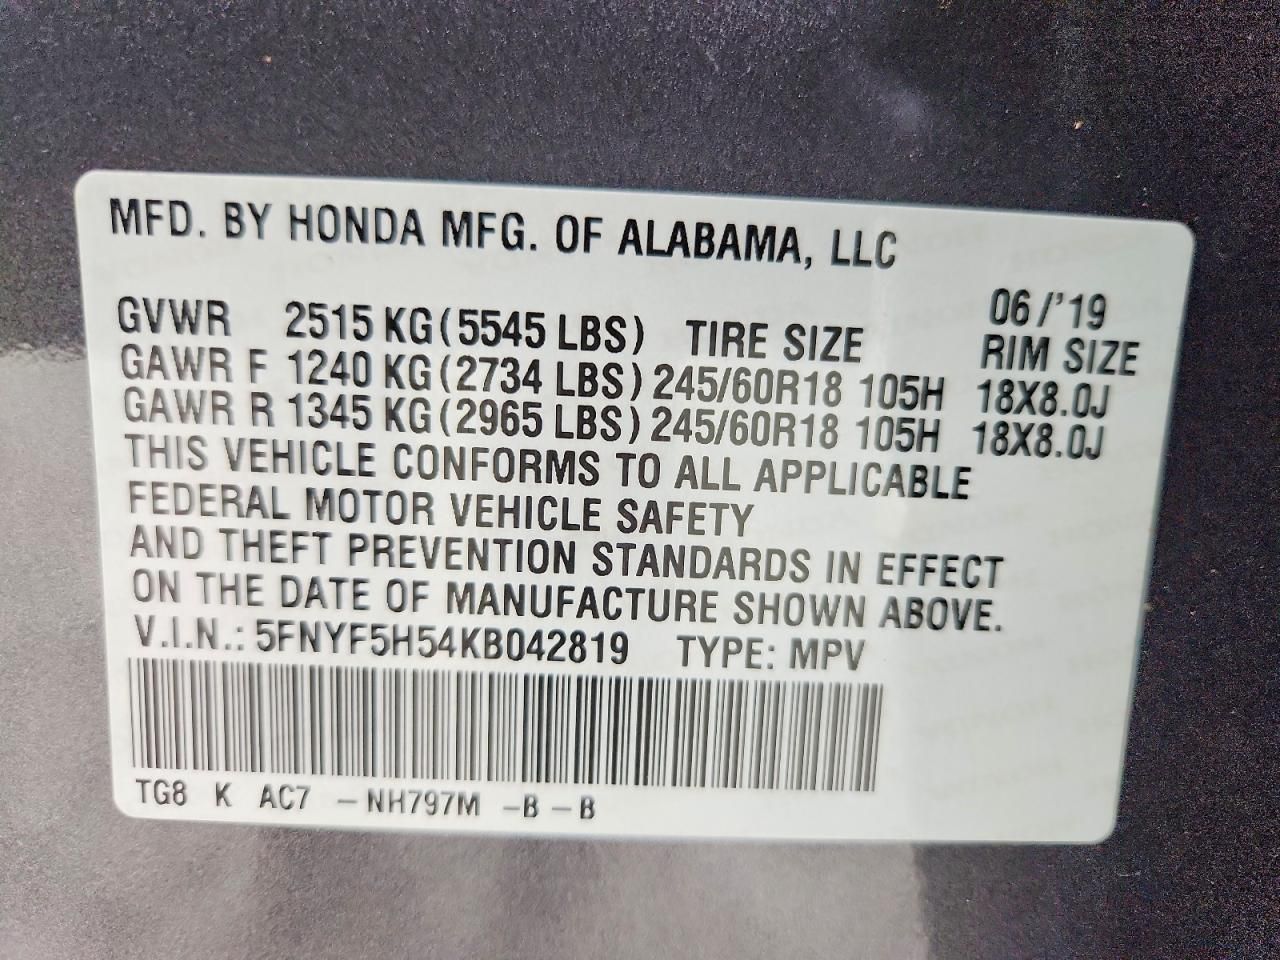 MFD. BY HONDA MFG. OF ALABAMA, LLC
06/'19
GVWR 2515 KG(5545 LBS) TIRE SIZE RIM SIZE
GAWR F 1240 KG(2734 LBS) 245/60R18 105H 18X8.0J
GAWR R 1345 KG(2965 LBS) 245/60R18 105H 18X8.0J
THIS VEHICLE CONFORMS TO ALL APPLICABLE
FEDERAL MOTOR VEHICLE SAFETY
AND THEFT PREVENTION STANDARDS IN EFFECT
ON THE DATE OF MANUFACTURE SHOWN ABOVE.
V.I.N.: 5FNYF5H54KB042819 TYPE: MPV
TG8 K AC7 -NH797M -B -B